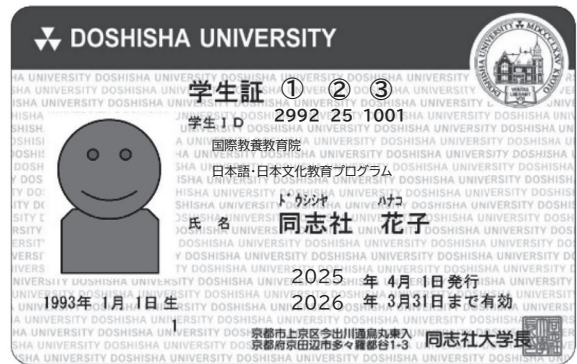 DOSHISHA UNIVERSITY
学生証 ① ② ③
学生ID 2992 25 1001
国際教養教育院
日本語・日本文化教育プログラム
ドウシシヤ ハナコ
氏 名 同志社 花子
2025 年 4月 1日発行
1993年 1月 1日 生 2026 年 3月31日まで有効
1
京都市上京区今出川通烏丸東入
京都府京田辺市多々羅都谷1-3 同志社大学長